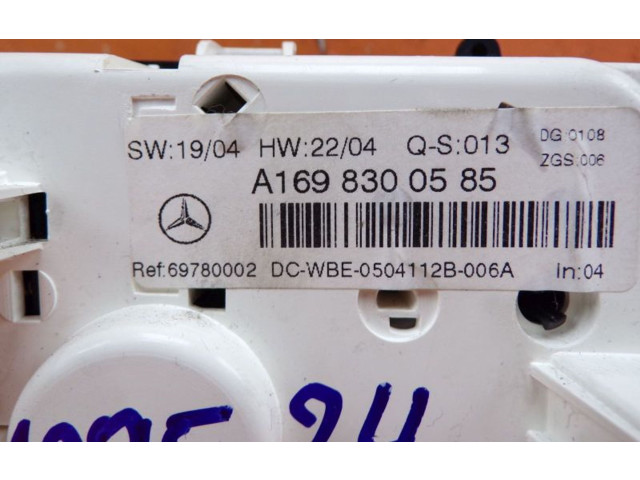 SW:19/04 HW:22/04 Q-S:013 DG 0108
ZGS:006
A169 830 05 85
Ref:69780002 DC-WBE-0504112B-006A In:04
24